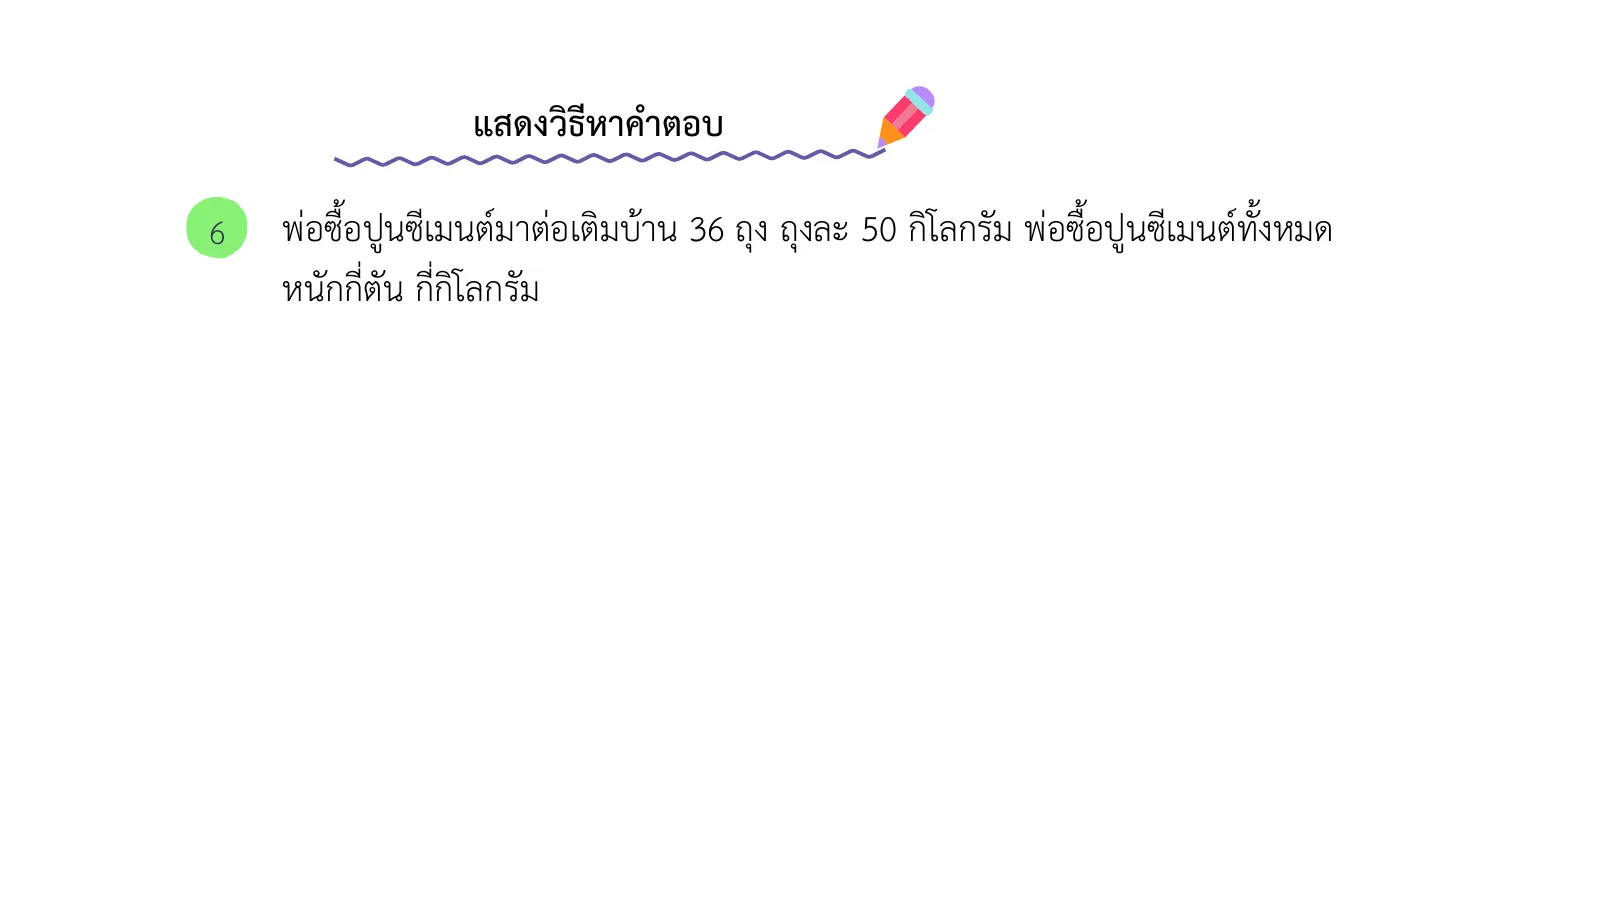 แสดงวิธีหาคำตอบ
6 พ่อซื้อปูนซีเมนต์มาต่อเติมบ้าน 36 ถุง ถุงละ 50 กิโลกรัม พ่อซื้อปูนซีเมนต์ทั้งหมด
หนักกี่ตัน กี่กิโลกรัม